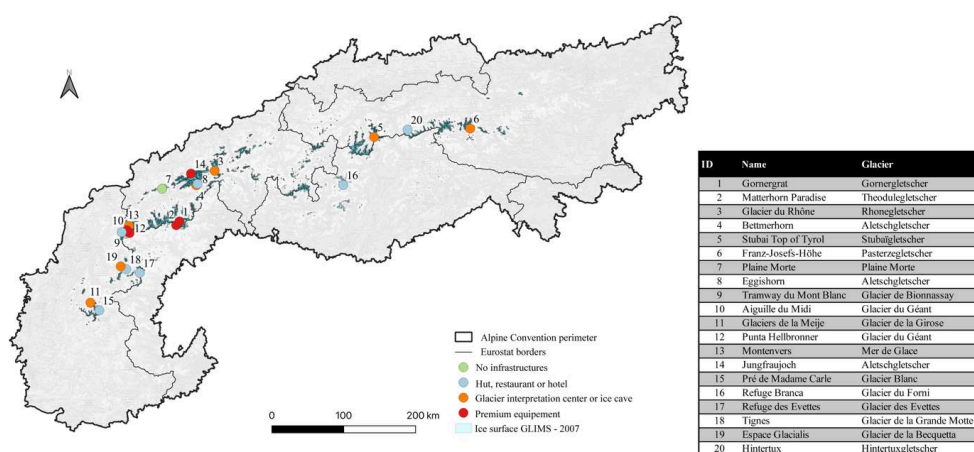 N
14
3
7
8
4
5
20
6
16
13
10
2
1
12
9
19
18
17
11
15
Alpine Convention perimeter
Eurostat borders
No infrastructures
Hut, restaurant or hotel
Glacier interpretation center or ice cave
Premium equipement
Ice surface GLIMS - 2007
0 100 200 km
ID Name Glacier
1 Gornergrat Gornergletscher
2 Matterhorn Paradise Theodulegletscher
3 Glacier du Rhône Rhonegletscher
4 Bettmerhorn Aletschgletscher
5 Stubai Top of Tyrol Stubaïgletscher
6 Franz-Josefs-Höhe Pasterzegletscher
7 Plaine Morte Plaine Morte
8 Eggishorn Aletschgletscher
9 Tramway du Mont Blanc Glacier de Bionnassay
10 Aiguille du Midi Glacier du Géant
11 Glaciers de la Meije Glacier de la Girose
12 Punta Hellbronner Glacier du Géant
13 Montenvers Mer de Glace
14 Jungfraujoch Aletschgletscher
15 Pré de Madame Carle Glacier Blanc
16 Refuge Branca Glacier du Forni
17 Refuge des Evettes Glacier des Evettes
18 Tignes Glacier de la Grande Motte
19 Espace Glacialis Glacier de la Becquetta
20 Hintertux Hintertuxgletscher